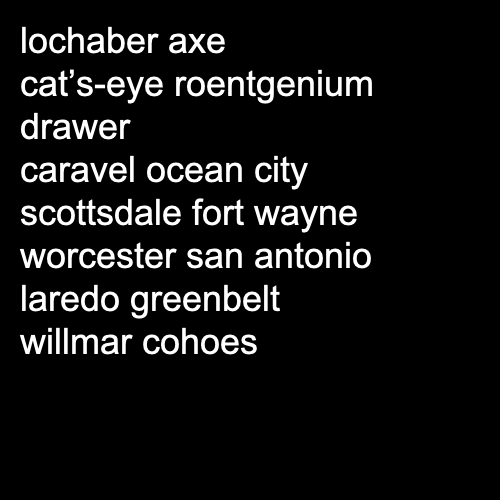 lochaber axe
cat’s-eye roentgenium
drawer
caravel ocean city
scottsdale fort wayne
worcester san antonio
laredo greenbelt
willmar cohoes